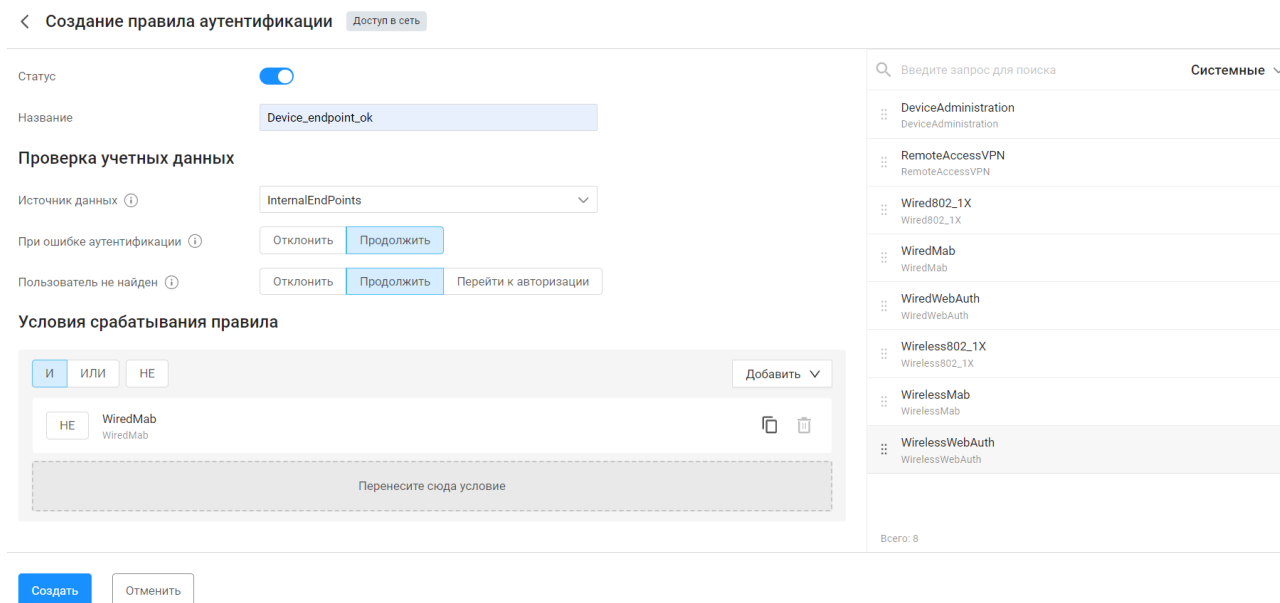 Создание правила аутентификации Доступ в сеть
Статус
Название Device_endpoint_ok
Проверка учетных данных
Источник данных InternalEndPoints
При ошибке аутентификации Отклонить Продолжить
Пользователь не найден Отклонить Продолжить Перейти к авторизации
Условия срабатывания правила
И ИЛИ НЕ Добавить
НЕ WiredMab
WiredMab
Перенесите сюда условие
Создать Отменить
Введите запрос для поиска Системные
DeviceAdministration
DeviceAdministration
RemoteAccessVPN
RemoteAccessVPN
Wired802_1X
Wired802_1X
WiredMab
WiredMab
WiredWebAuth
WiredWebAuth
Wireless802_1X
Wireless802_1X
WirelessMab
WirelessMab
WirelessWebAuth
WirelessWebAuth
Всего: 8